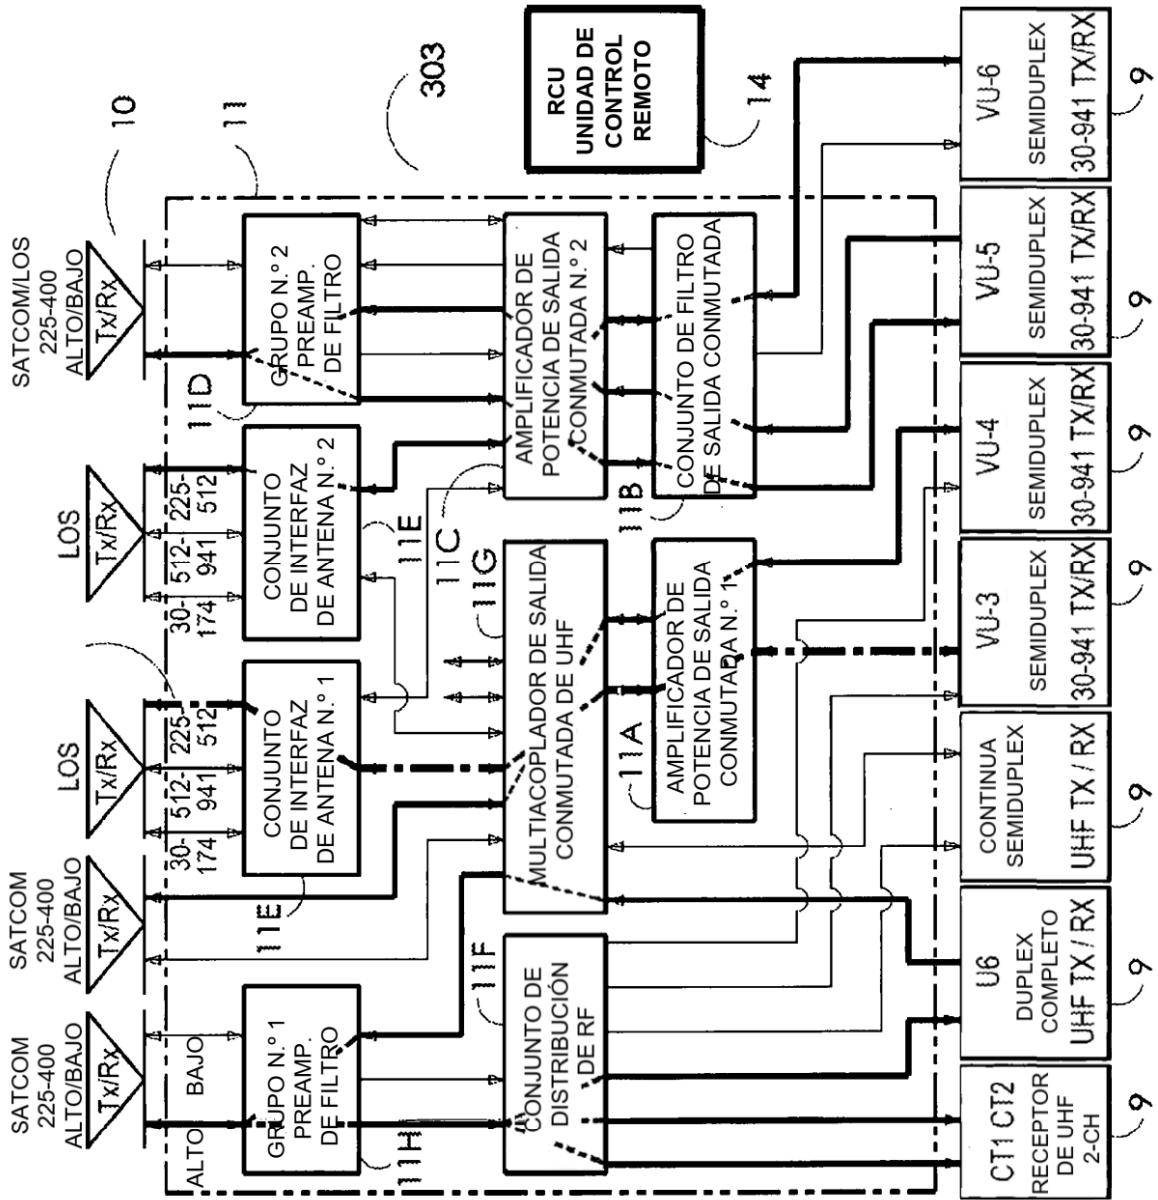 SATCOM
225-400
ALTO/BAJO
Tx/Rx
SATCOM
225-400
ALTO/BAJO
Tx/Rx
LOS
Tx/Rx
LOS
Tx/Rx
SATCOM/LOS
225-400
ALTO/BAJO
Tx/Rx
10
11
303
ALTO
BAJO
30-
174
512-
941
225-
512
30-
174
512-
941
225-
512
GRUPO N.º 1
PREAMP.
DE FILTRO
11H
CONJUNTO
DE INTERFAZ
DE ANTENA N.º 1
11E
CONJUNTO
DE INTERFAZ
DE ANTENA N.º 2
11E
GRUPO N.º 2
PREAMP.
DE FILTRO
11D
RCU
UNIDAD DE
CONTROL
REMOTO
14
CONJUNTO DE
DISTRIBUCIÓN
DE RF
11F
MULTIACOPLADOR DE SALIDA
CONMUTADA DE UHF
11G
AMPLIFICADOR DE
POTENCIA DE SALIDA
CONMUTADA N.º 2
11C
AMPLIFICADOR DE
POTENCIA DE SALIDA
CONMUTADA N.º 1
11A
CONJUNTO DE FILTRO
DE SALIDA CONMUTADA
11B
CT1 CT2
RECEPTOR
DE UHF
2-CH
9
U6
DUPLEX
COMPLETO
UHF TX / RX
9
CONTINUA
SEMIDUPLEX
UHF TX / RX
9
VU-3
SEMIDUPLEX
30-941 TX/RX
9
VU-4
SEMIDUPLEX
30-941 TX/RX
9
VU-5
SEMIDUPLEX
30-941 TX/RX
9
VU-6
SEMIDUPLEX
30-941 TX/RX
9